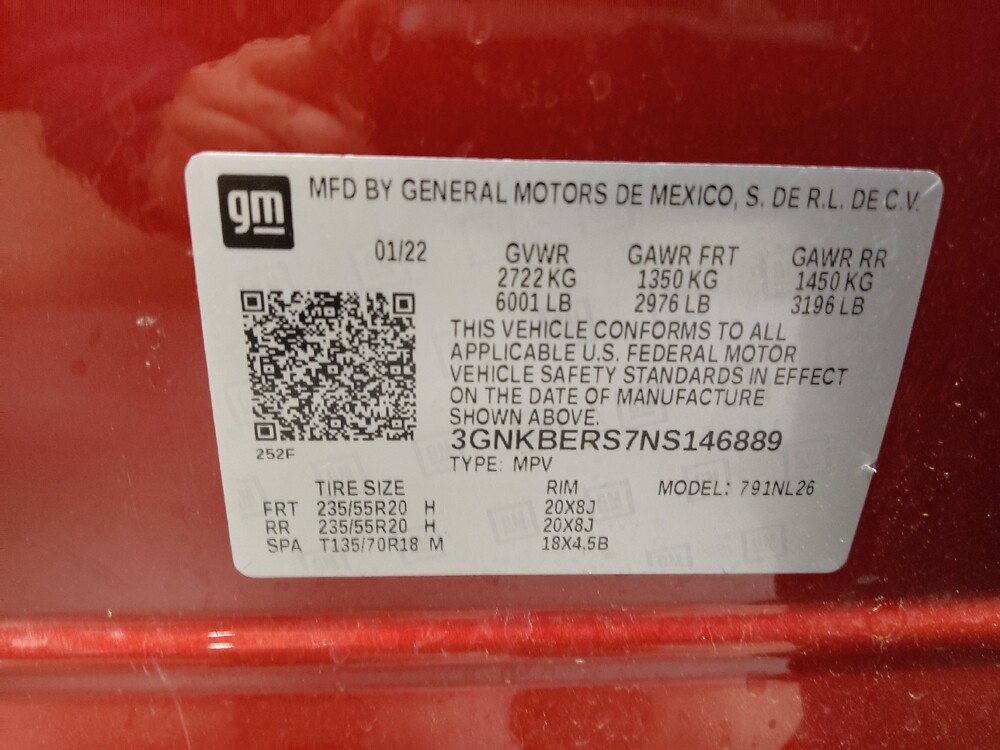 gm
MFD BY GENERAL MOTORS DE MEXICO, S. DE R.L. DE C.V.
01/22 GVWR GAWR FRT GAWR RR
2722 KG 1350 KG 1450 KG
6001 LB 2976 LB 3196 LB
THIS VEHICLE CONFORMS TO ALL
APPLICABLE U.S. FEDERAL MOTOR
VEHICLE SAFETY STANDARDS IN EFFECT
ON THE DATE OF MANUFACTURE
SHOWN ABOVE.
3GNKBERS7NS146889
252F
TYPE: MPV
TIRE SIZE RIM MODEL: 791NL26
FRT 235/55R20 H 20X8J
RR 235/55R20 H 20X8J
SPA T135/70R18 M 18X4.5B